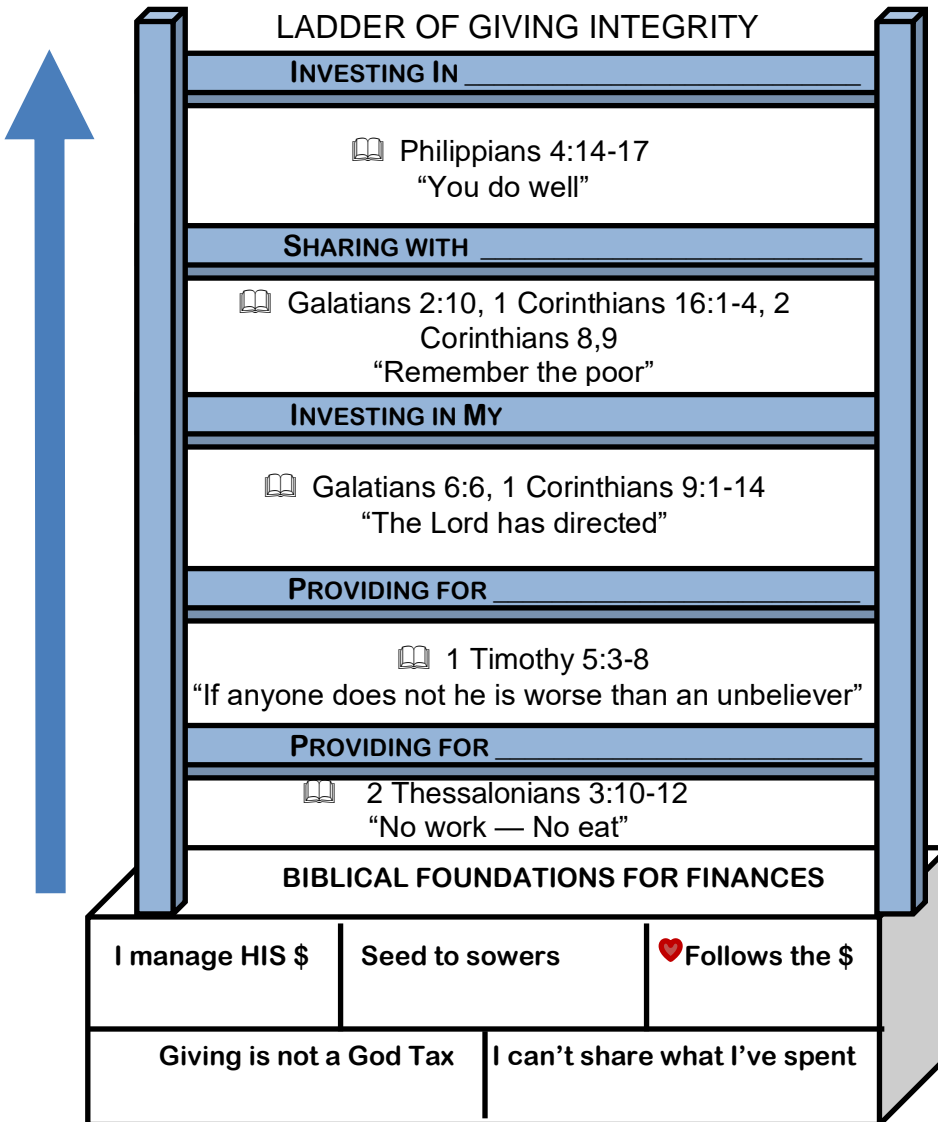 LADDER OF GIVING INTEGRITY
INVESTING IN _______________
🕮 Philippians 4:14-17
“You do well”
SHARING WITH _______________
🕮 Galatians 2:10, 1 Corinthians 16:1-4, 2
Corinthians 8,9
“Remember the poor”
INVESTING IN MY
🕮 Galatians 6:6, 1 Corinthians 9:1-14
“The Lord has directed”
PROVIDING FOR _______________
🕮 1 Timothy 5:3-8
“If anyone does not he is worse than an unbeliever”
PROVIDING FOR _______________
🕮 2 Thessalonians 3:10-12
“No work — No eat”
BIBLICAL FOUNDATIONS FOR FINANCES
I manage HIS $
Seed to sowers
❤Follows the $
Giving is not a God Tax
I can’t share what I’ve spent